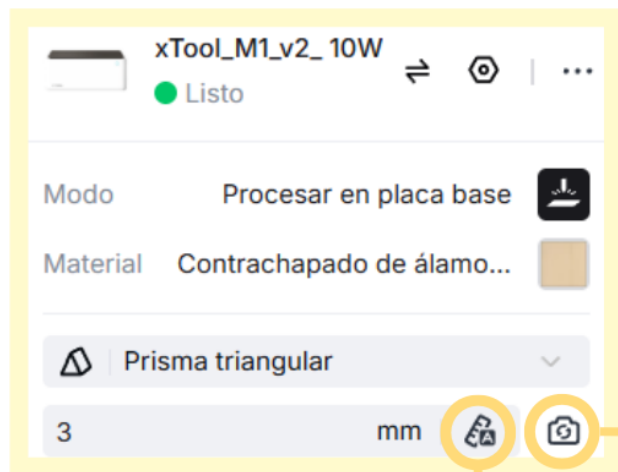 xTool_M1_v2_ 10W
Listo
Modo Procesar en placa base
Material Contrachapado de álamo...
Prisma triangular
3 mm
A